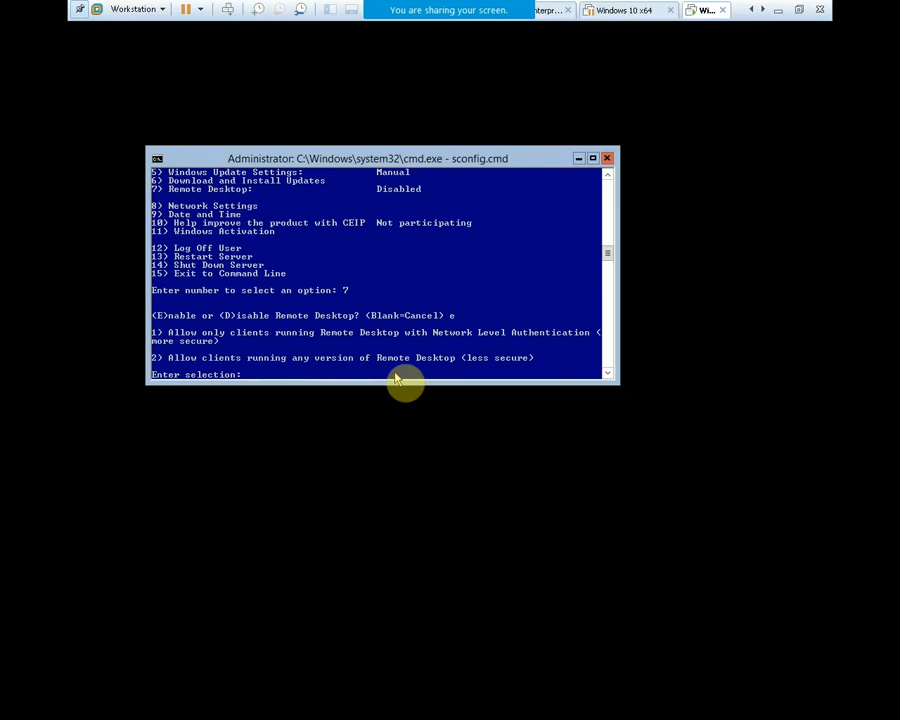 Workstation
You are sharing your screen.
terpr...
Windows 10 x64
Wi...
Administrator: C:\Windows\system32\cmd.exe - sconfig.cmd
5) Windows Update Settings: Manual
6) Download and Install Updates
7) Remote Desktop: Disabled
8) Network Settings
9) Date and Time
10) Help improve the product with CEIP Not participating
11) Windows Activation
12) Log Off User
13) Restart Server
14) Shut Down Server
15) Exit to Command Line
Enter number to select an option: 7
(E)nable or (D)isable Remote Desktop? (Blank=Cancel) e
1) Allow only clients running Remote Desktop with Network Level Authentication (
more secure)
2) Allow clients running any version of Remote Desktop (less secure)
Enter selection: